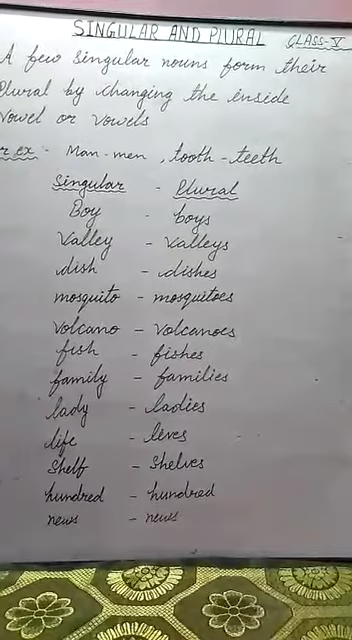 SINGULAR AND PLURAL CLASS-V
A few singular nouns form their
Plural by changing the inside
Vowel or vowels
r ex - Man-men, tooth-teeth
Singular - Plural
Boy - boys
Valley - Valleys
dish - dishes
mosquito - mosquitoes
Volcano - Volcanoes
fish - fishes
family - families
lady - ladies
life - lives
Shelf - Shelves
hundred - hundred
news - news